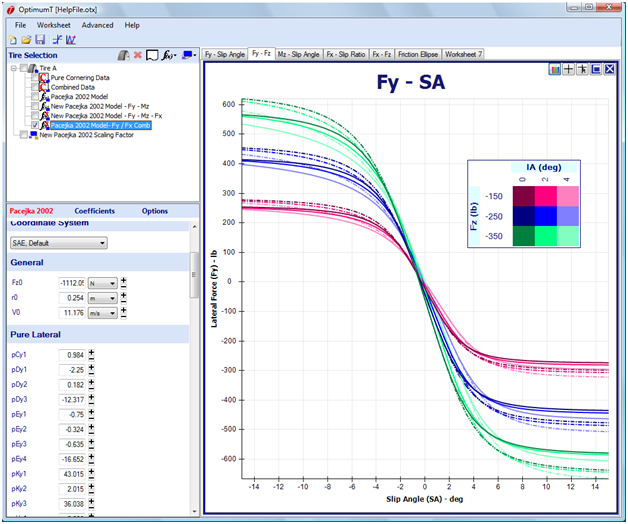 OptimumT [HelpFile.otx]
File Worksheet Advanced Help
Tire Selection
Tire A
Pure Cornering Data
Combined Data
Pacejka 2002 Model
New Pacejka 2002 Model - Fy - Mz
New Pacejka 2002 Model - Fy - Mz - Fx
Pacejka 2002 Model- Fy / Fx Comb
New Pacejka 2002 Scaling Factor
Pacejka 2002 Coefficients Options
Coordinate System
SAE, Default
General
Fz0 -1112.05 N
r0 0.254 m
V0 11.176 m/s
Pure Lateral
pCy1 0.984
pDy1 -2.25
pDy2 0.182
pDy3 -12.317
pEy1 -0.75
pEy2 -0.324
pEy3 -0.635
pEy4 -16.652
pKy1 43.015
pKy2 2.015
pKy3 36.038
Fy - Slip Angle Fy - Fz Mz - Slip Angle Fx - Slip Ratio Fx - Fz Friction Ellipse Worksheet 7
Fy - SA
600
500
400
300
200
100
0
-100
-200
-300
-400
-500
-600
Lateral Force (Fy) - lb
IA (deg)
0 2 4
Fz (lb)
-150
-250
-350
-14 -12 -10 -8 -6 -4 -2 0 2 4 6 8 10 12 14
Slip Angle (SA) - deg